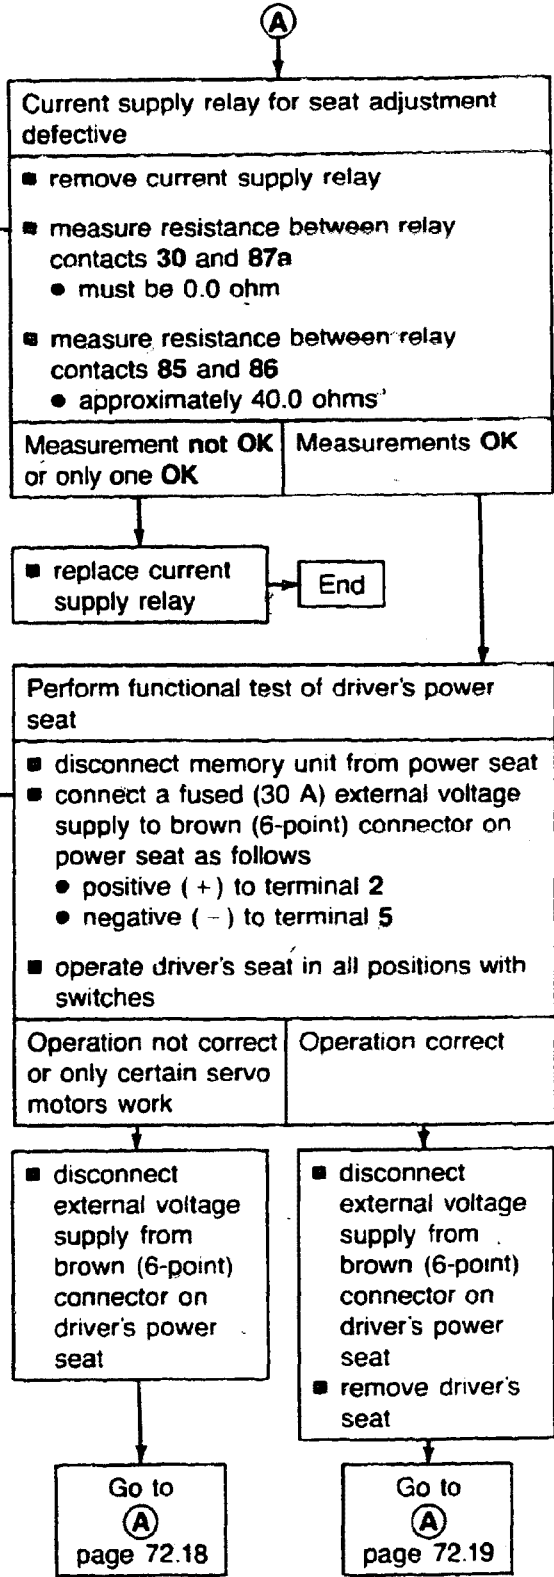 A
Current supply relay for seat adjustment
defective
■ remove current supply relay
■ measure resistance between relay
contacts 30 and 87a
● must be 0.0 ohm
■ measure resistance between relay
contacts 85 and 86
● approximately 40.0 ohms
Measurement not OK
or only one OK
Measurements OK
■ replace current
supply relay
End
Perform functional test of driver's power
seat
■ disconnect memory unit from power seat
■ connect a fused (30 A) external voltage
supply to brown (6-point) connector on
power seat as follows
● positive (+) to terminal 2
● negative (−) to terminal 5
■ operate driver's seat in all positions with
switches
Operation not correct
or only certain servo
motors work
Operation correct
■ disconnect
external voltage
supply from
brown (6-point)
connector on
driver's power
seat
■ disconnect
external voltage
supply from
brown (6-point)
connector on
driver's power
seat
■ remove driver's
seat
Go to
A
page 72.18
Go to
A
page 72.19